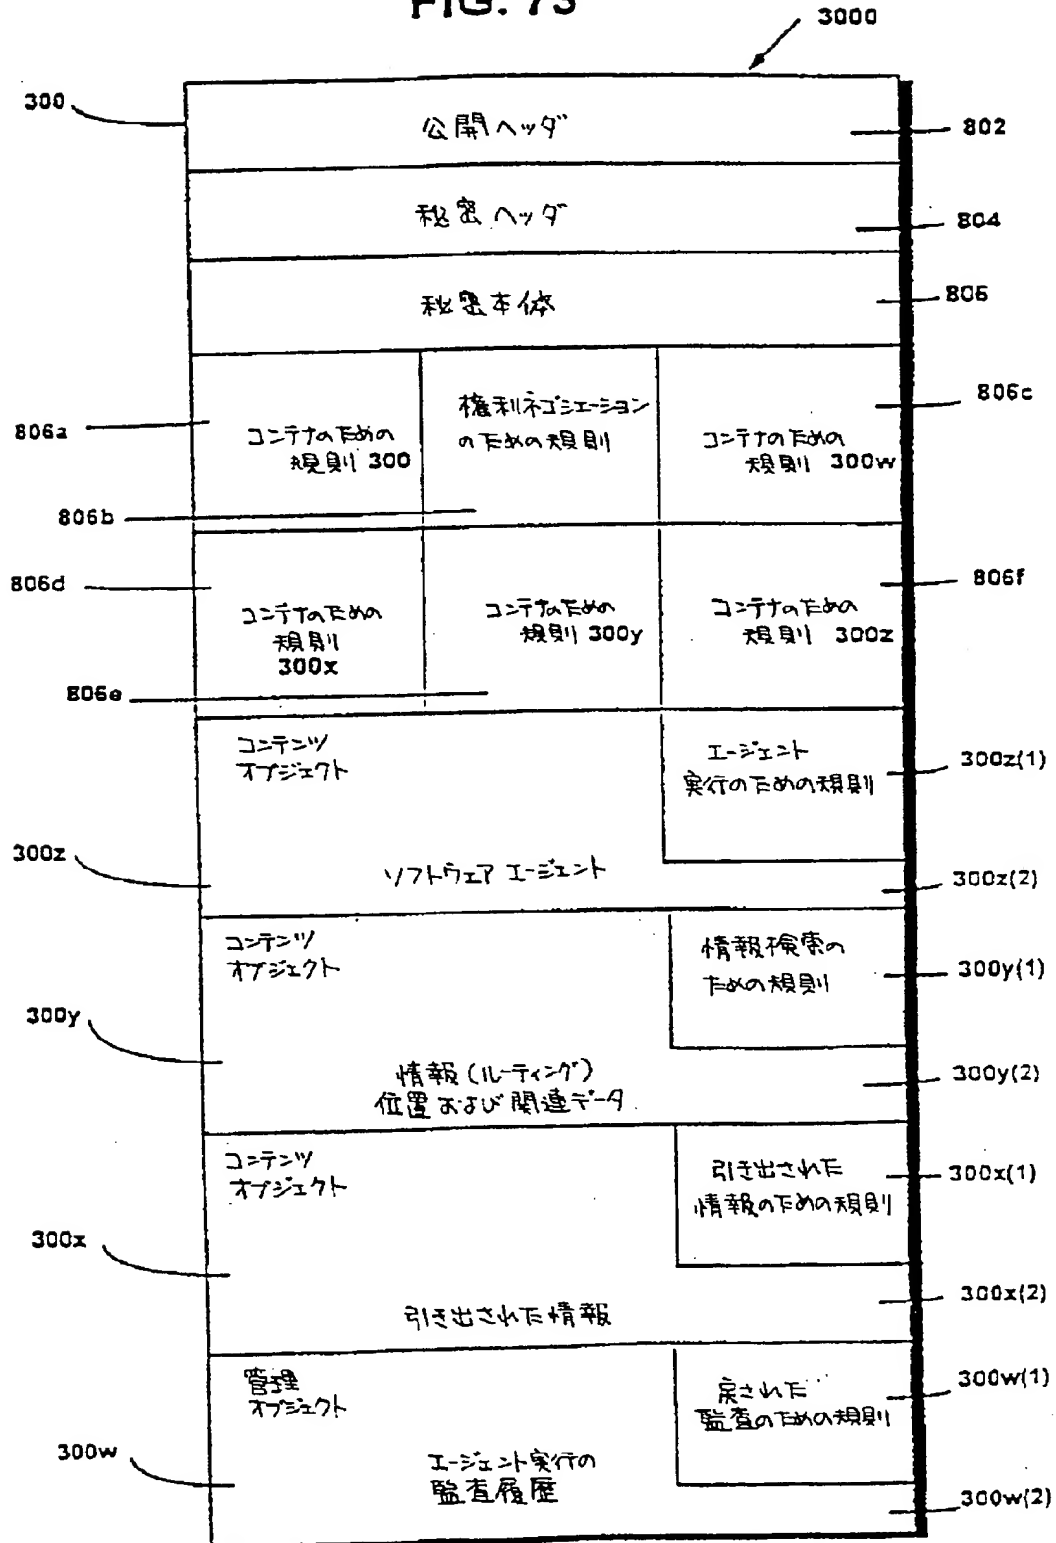 FIG. 73
3000
300
公開ヘッダ
802
秘密ヘッダ
804
秘密本体
806
806a
コンテナのための
規則 300
権利ネゴシエーション
のための規則
806b
コンテナのための
規則 300w
806c
806d
コンテナのための
規則
300x
コンテナのための
規則 300y
806e
コンテナのための
規則 300z
806f
コンテンツ
オブジェクト
エージェント
実行のための規則
300z(1)
300z
ソフトウェア エージェント
300z(2)
コンテンツ
オブジェクト
情報検索の
ための規則
300y(1)
300y
情報(ルーティング)
位置および関連データ
300y(2)
コンテンツ
オブジェクト
引き出された
情報のための規則
300x(1)
300x
引き出された情報
300x(2)
管理
オブジェクト
戻された
監査のための規則
300w(1)
300w
エージェント実行の
監査履歴
300w(2)